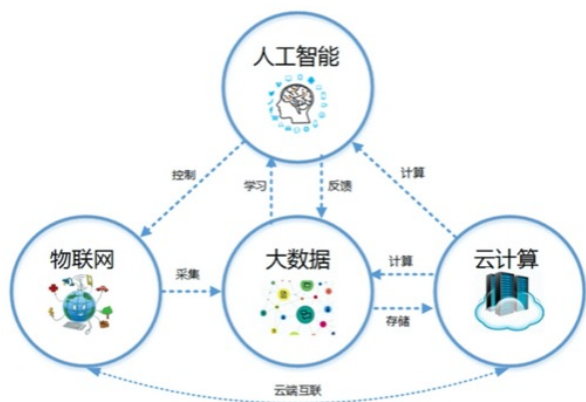 人工智能
控制
学习
反馈
计算
物联网
采集
大数据
计算
云计算
存储
云端互联